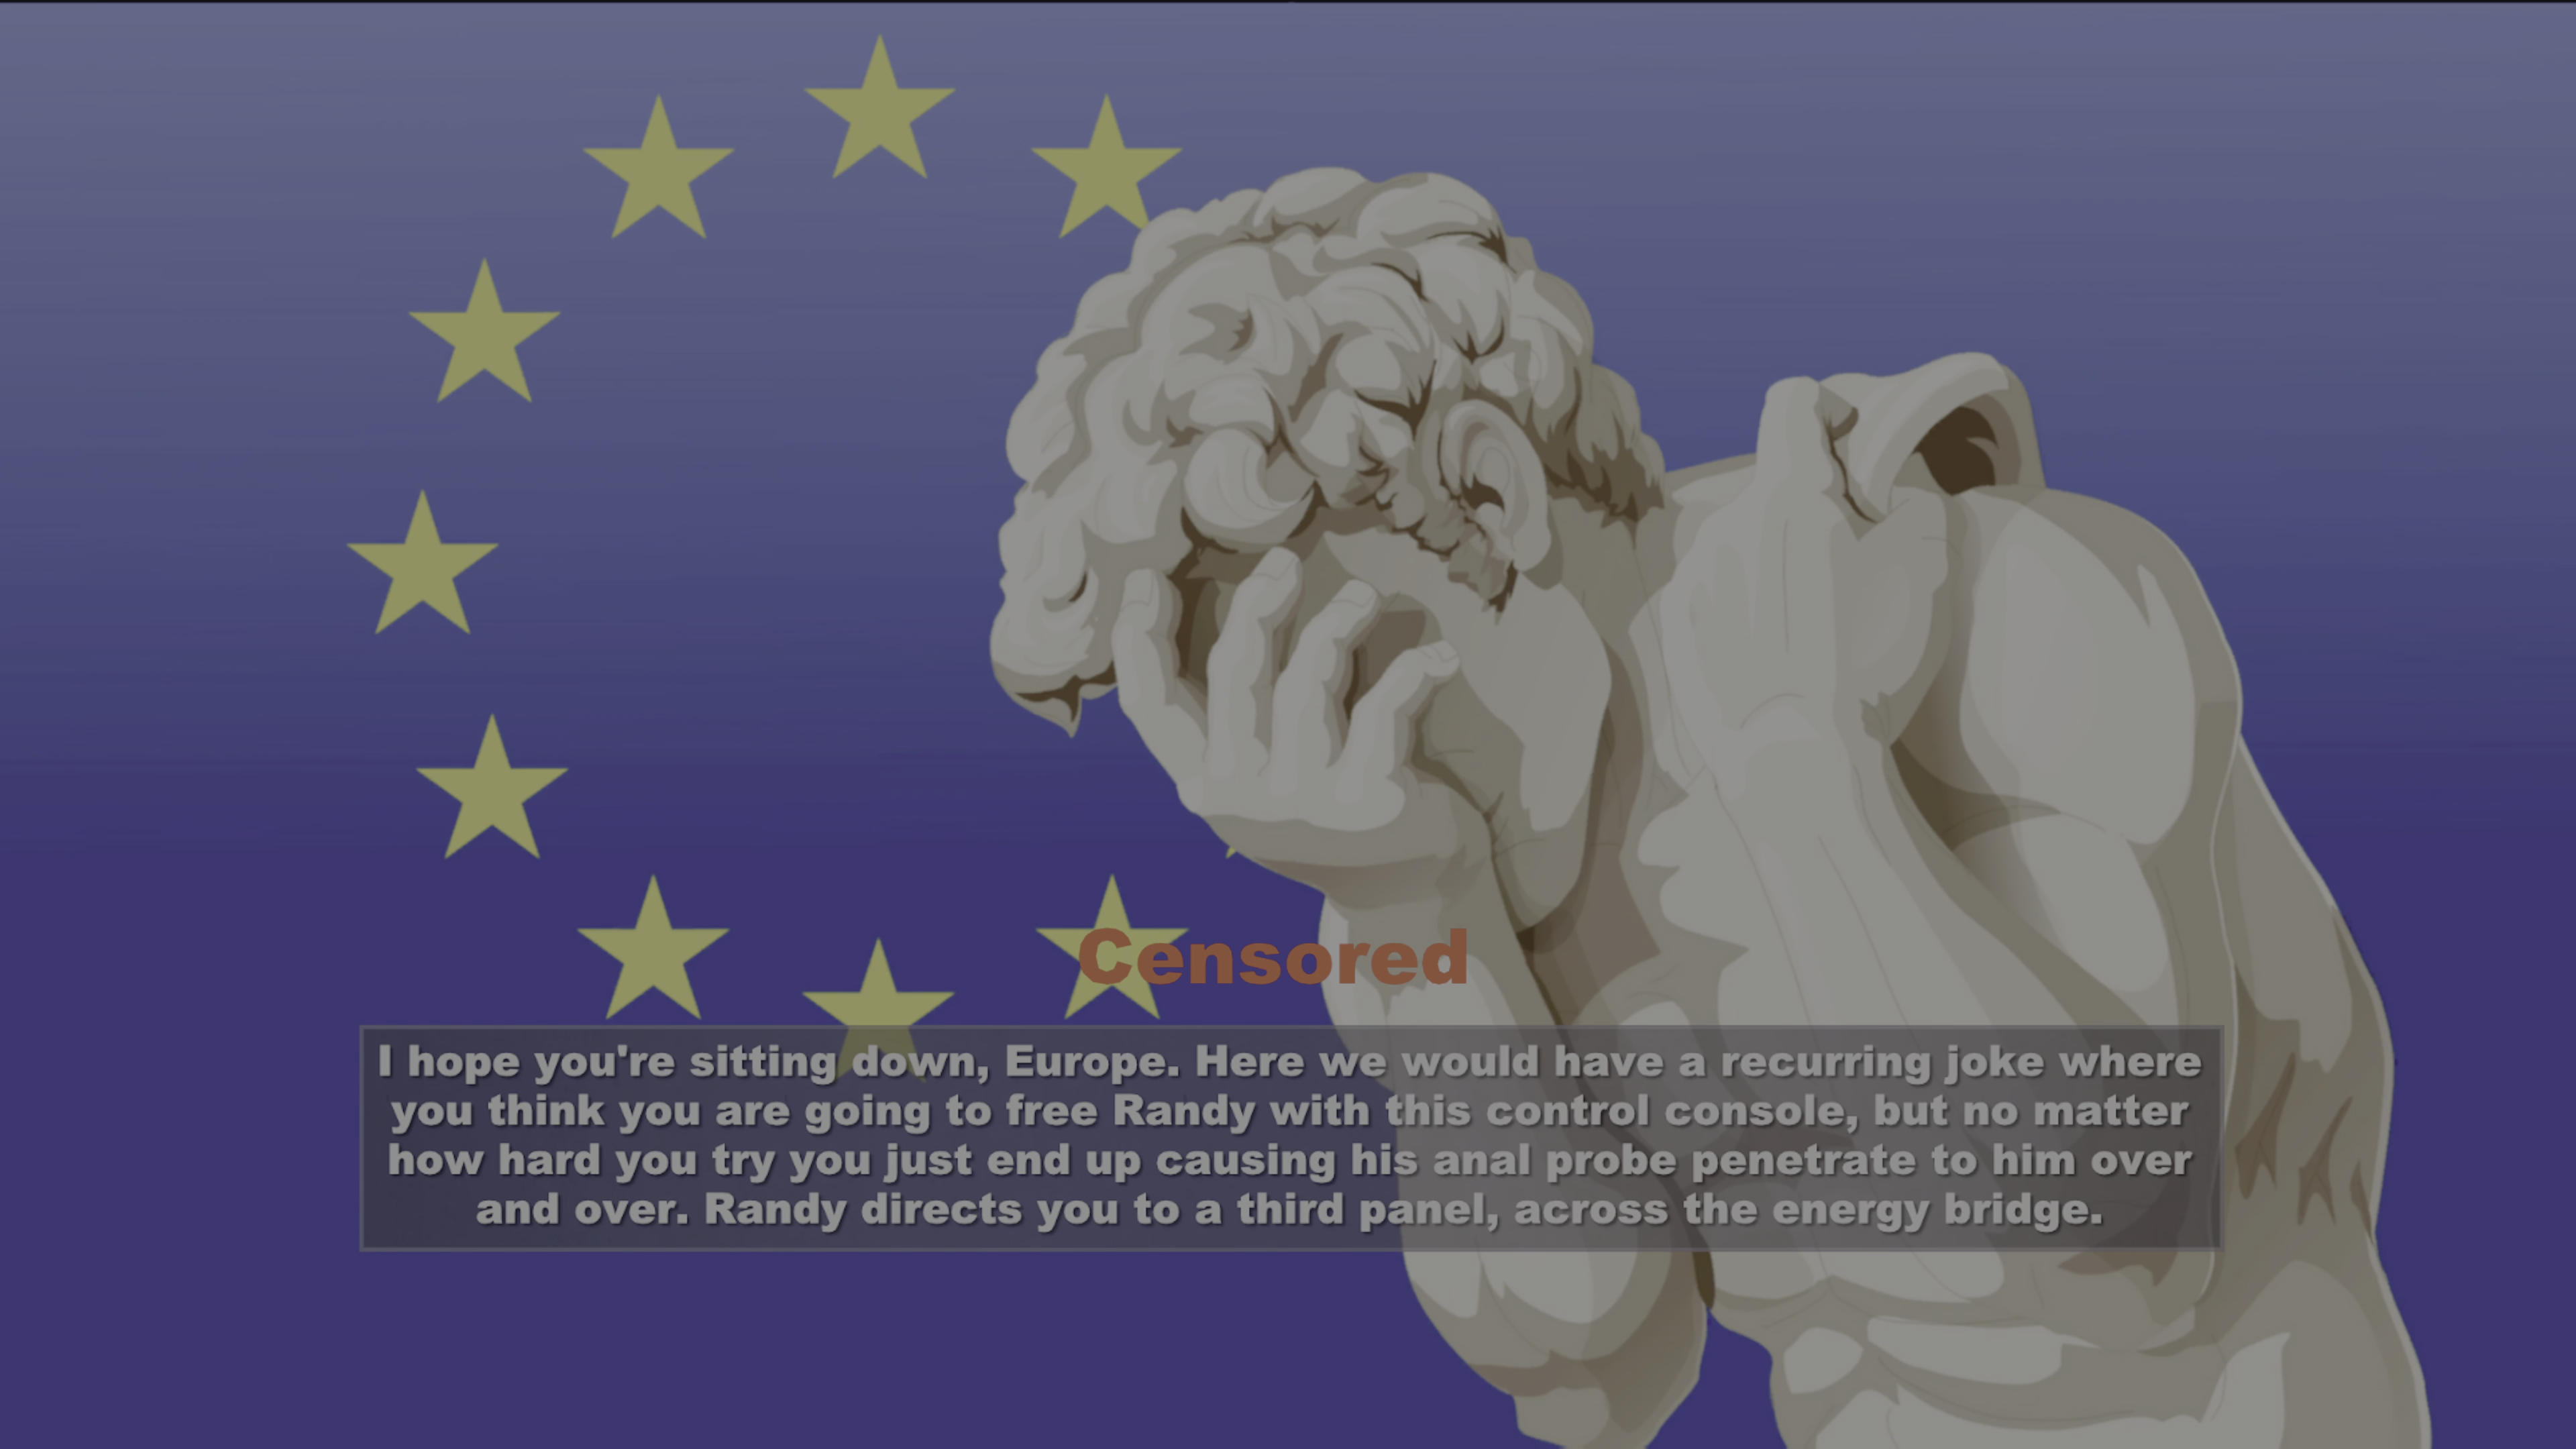 Censored
I hope you're sitting down, Europe. Here we would have a recurring joke where
you think you are going to free Randy with this control console, but no matter
how hard you try you just end up causing his anal probe penetrate to him over
and over. Randy directs you to a third panel, across the energy bridge.